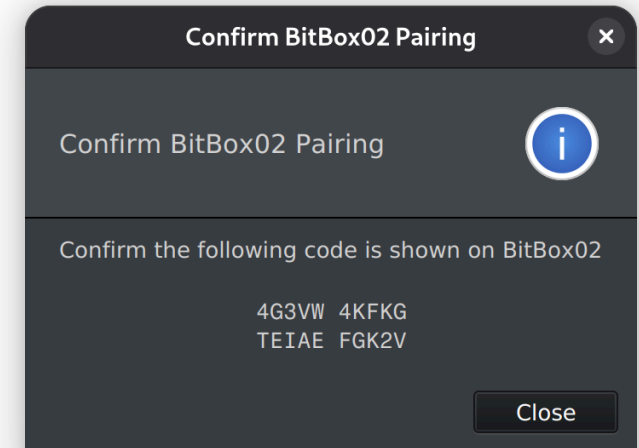 Confirm BitBox02 Pairing
Confirm BitBox02 Pairing
Confirm the following code is shown on BitBox02
4G3VW 4KFKG
TEIAE FGK2V
Close